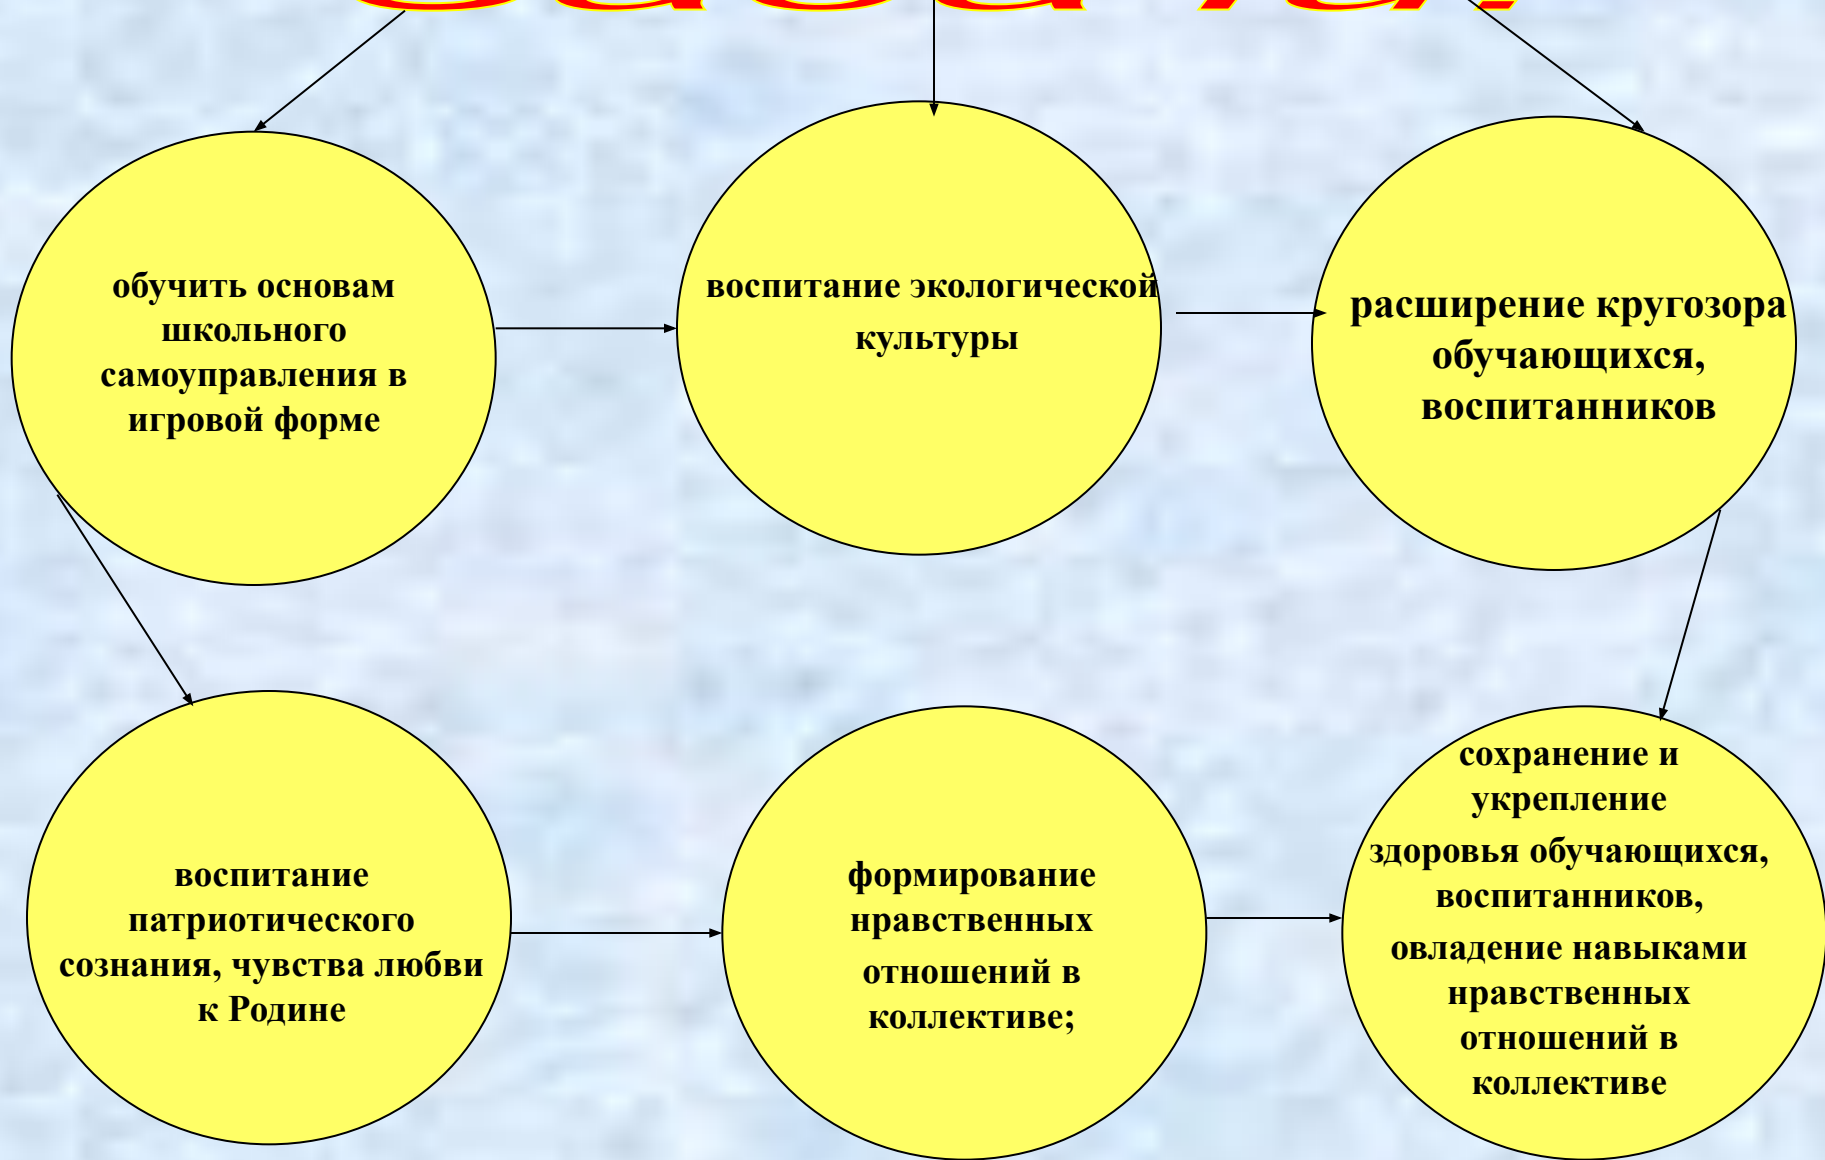 обучить основам
школьного
самоуправления в
игровой форме
воспитание экологической
культуры
расширение кругозора
обучающихся,
воспитанников
воспитание
патриотического
сознания, чувства любви
к Родине
формирование
нравственных
отношений в
коллективе;
сохранение и
укрепление
здоровья обучающихся,
воспитанников,
овладение навыками
нравственных
отношений в
коллективе